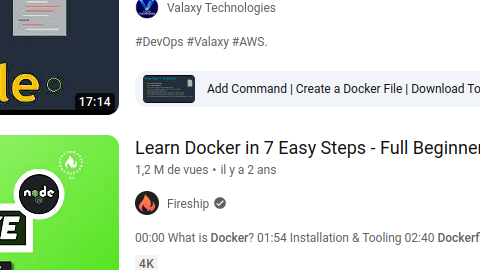 Valaxy Technologies
#DevOps #Valaxy #AWS.
le
17:14
Add Command | Create a Docker File | Download To
Learn Docker in 7 Easy Steps - Full Beginner
1,2 M de vues • il y a 2 ans
node
Fireship
KE
00:00 What is Docker? 01:54 Installation & Tooling 02:40 Dockerf
4K